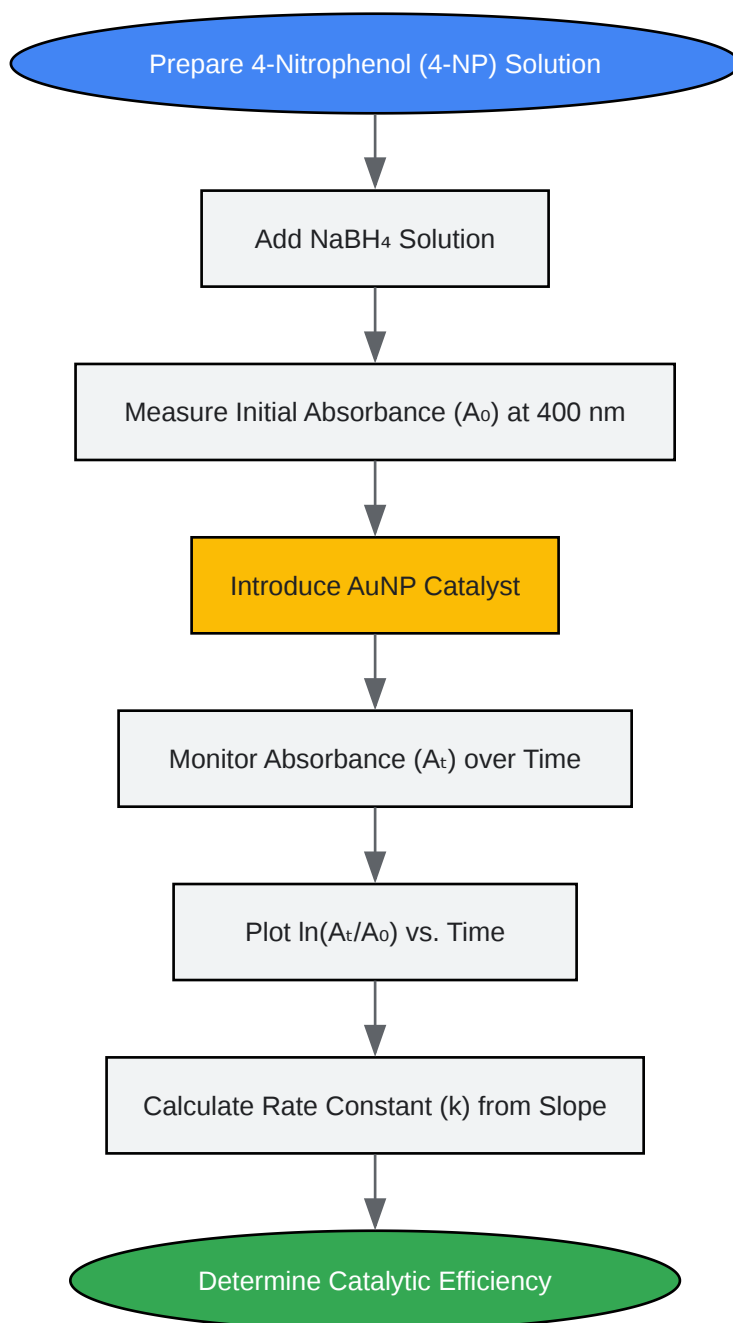 Prepare 4-Nitrophenol (4-NP) Solution
Add NaBH₄ Solution
Measure Initial Absorbance (A₀) at 400 nm
Introduce AuNP Catalyst
Monitor Absorbance (Aₜ) over Time
Plot ln(Aₜ/A₀) vs. Time
Calculate Rate Constant (k) from Slope
Determine Catalytic Efficiency